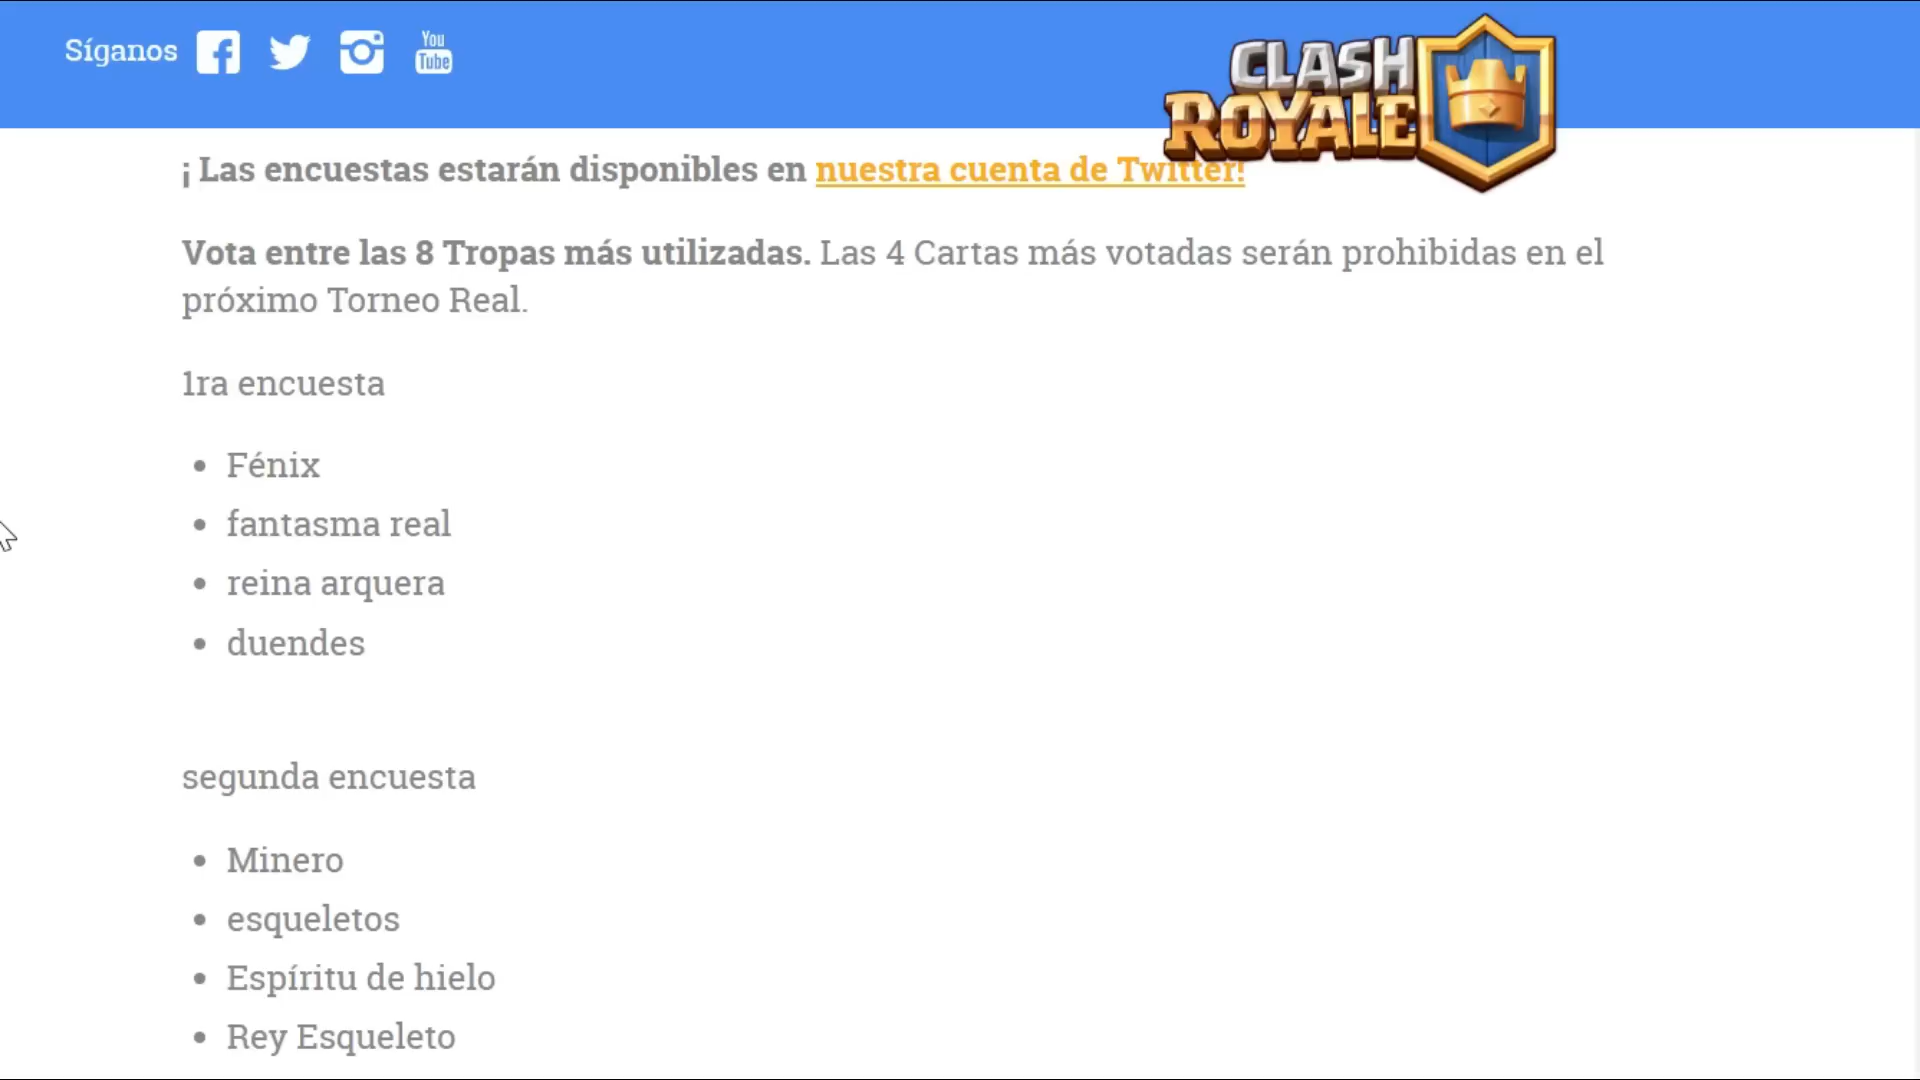 Síganos
You
Tube
CLASH
ROYALE
¡ Las encuestas estarán disponibles en nuestra cuenta de Twitter!
Vota entre las 8 Tropas más utilizadas. Las 4 Cartas más votadas serán prohibidas en el
próximo Torneo Real.
1ra encuesta
• Fénix
• fantasma real
• reina arquera
• duendes
segunda encuesta
• Minero
• esqueletos
• Espíritu de hielo
• Rey Esqueleto